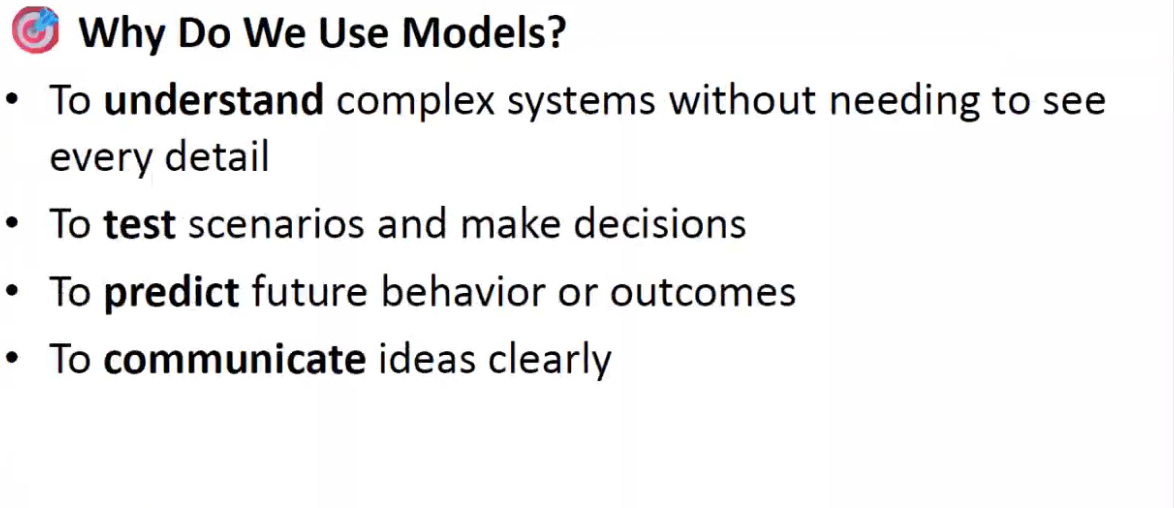 Why Do We Use Models?
• To understand complex systems without needing to see
every detail
• To test scenarios and make decisions
• To predict future behavior or outcomes
• To communicate ideas clearly